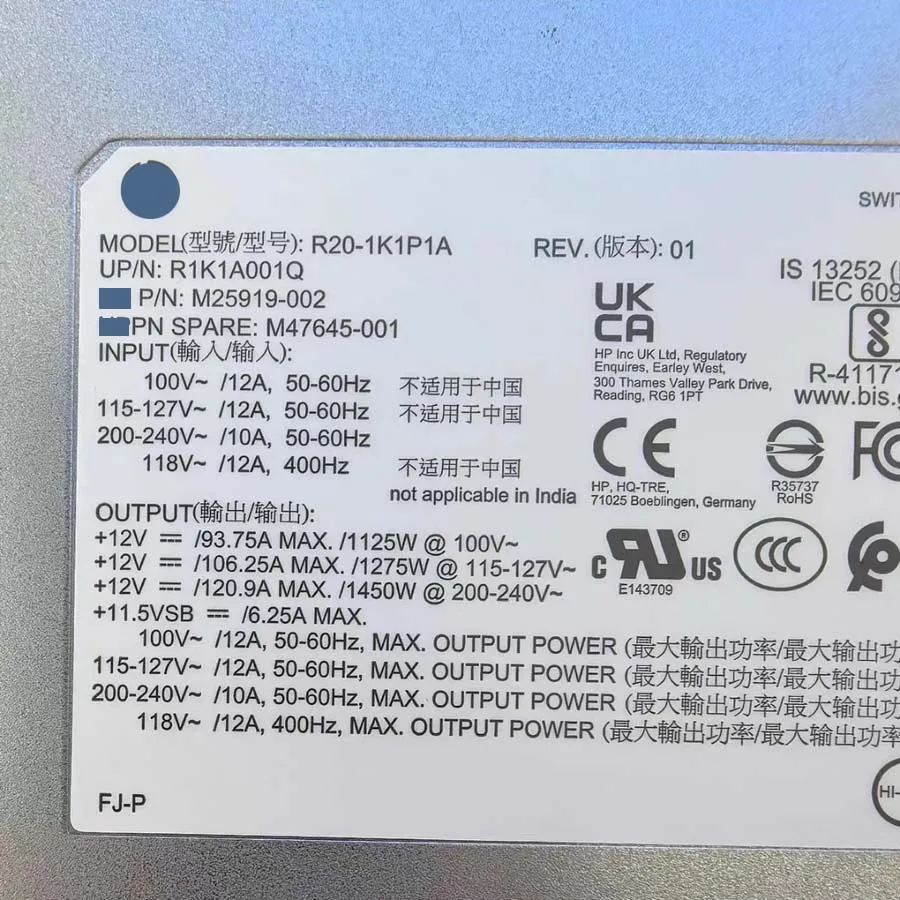 SWIT
MODEL(型號/型号): R20-1K1P1A
REV. (版本): 01
UP/N: R1K1A001Q
P/N: M25919-002
PN SPARE: M47645-001
IS 13252 (
IEC 609
R-41171
www.bis.g
UK
CA
HP Inc UK Ltd, Regulatory
Enquires, Earley West,
300 Thames Valley Park Drive,
Reading, RG6 1PT
INPUT(輸入/输入):
100V~ /12A, 50-60Hz 不适用于中国
115-127V~ /12A, 50-60Hz 不适用于中国
200-240V~ /10A, 50-60Hz
118V~ /12A, 400Hz 不适用于中国
not applicable in India
CE
HP, HQ-TRE,
71025 Boeblingen, Germany
R35737
RoHS
FC
OUTPUT(輸出/输出):
+12V ⎓ /93.75A MAX. /1125W @ 100V~
+12V ⎓ /106.25A MAX. /1275W @ 115-127V~
+12V ⎓ /120.9A MAX. /1450W @ 200-240V~
+11.5VSB ⎓ /6.25A MAX.
c RU ® US
E143709
CCC
100V~ /12A, 50-60Hz, MAX. OUTPUT POWER (最大輸出功率/最大输出功
115-127V~ /12A, 50-60Hz, MAX. OUTPUT POWER (最大輸出功率/最大输出功
200-240V~ /10A, 50-60Hz, MAX. OUTPUT POWER (最大輸出功率/最大输出功
118V~ /12A, 400Hz, MAX. OUTPUT POWER (最大輸出功率/最大输出功率
HI-
FJ-P